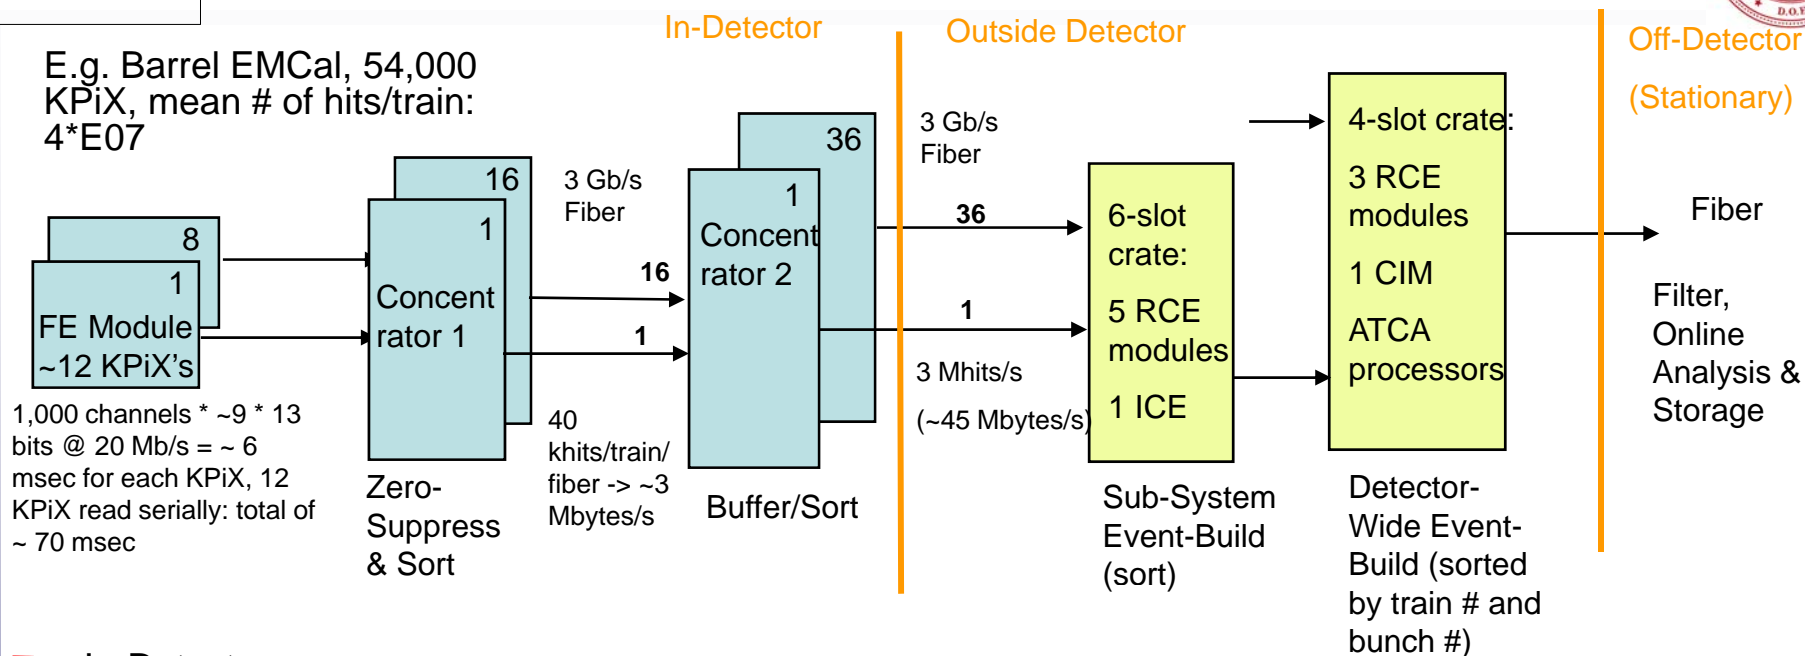 In-Detector
Outside Detector
Off-Detector
(Stationary)
E.g. Barrel EMCal, 54,000
KPiX, mean # of hits/train:
4*E07
8
1
FE Module
~12 KPiX's
1,000 channels * ~9 * 13
bits @ 20 Mb/s = ~ 6
msec for each KPiX, 12
KPiX read serially: total of
~ 70 msec
16
1
Concent
rator 1
Zero-
Suppress
& Sort
3 Gb/s
Fiber
16
1
40
khits/train/
fiber -> ~3
Mbytes/s
36
1
Concent
rator 2
Buffer/Sort
3 Gb/s
Fiber
36
1
3 Mhits/s
(~45 Mbytes/s)
6-slot
crate:
5 RCE
modules
1 ICE
Sub-System
Event-Build
(sort)
4-slot crate:
3 RCE
modules
1 CIM
ATCA
processors
Detector-
Wide Event-
Build (sorted
by train # and
bunch #)
Fiber
Filter,
Online
Analysis &
Storage